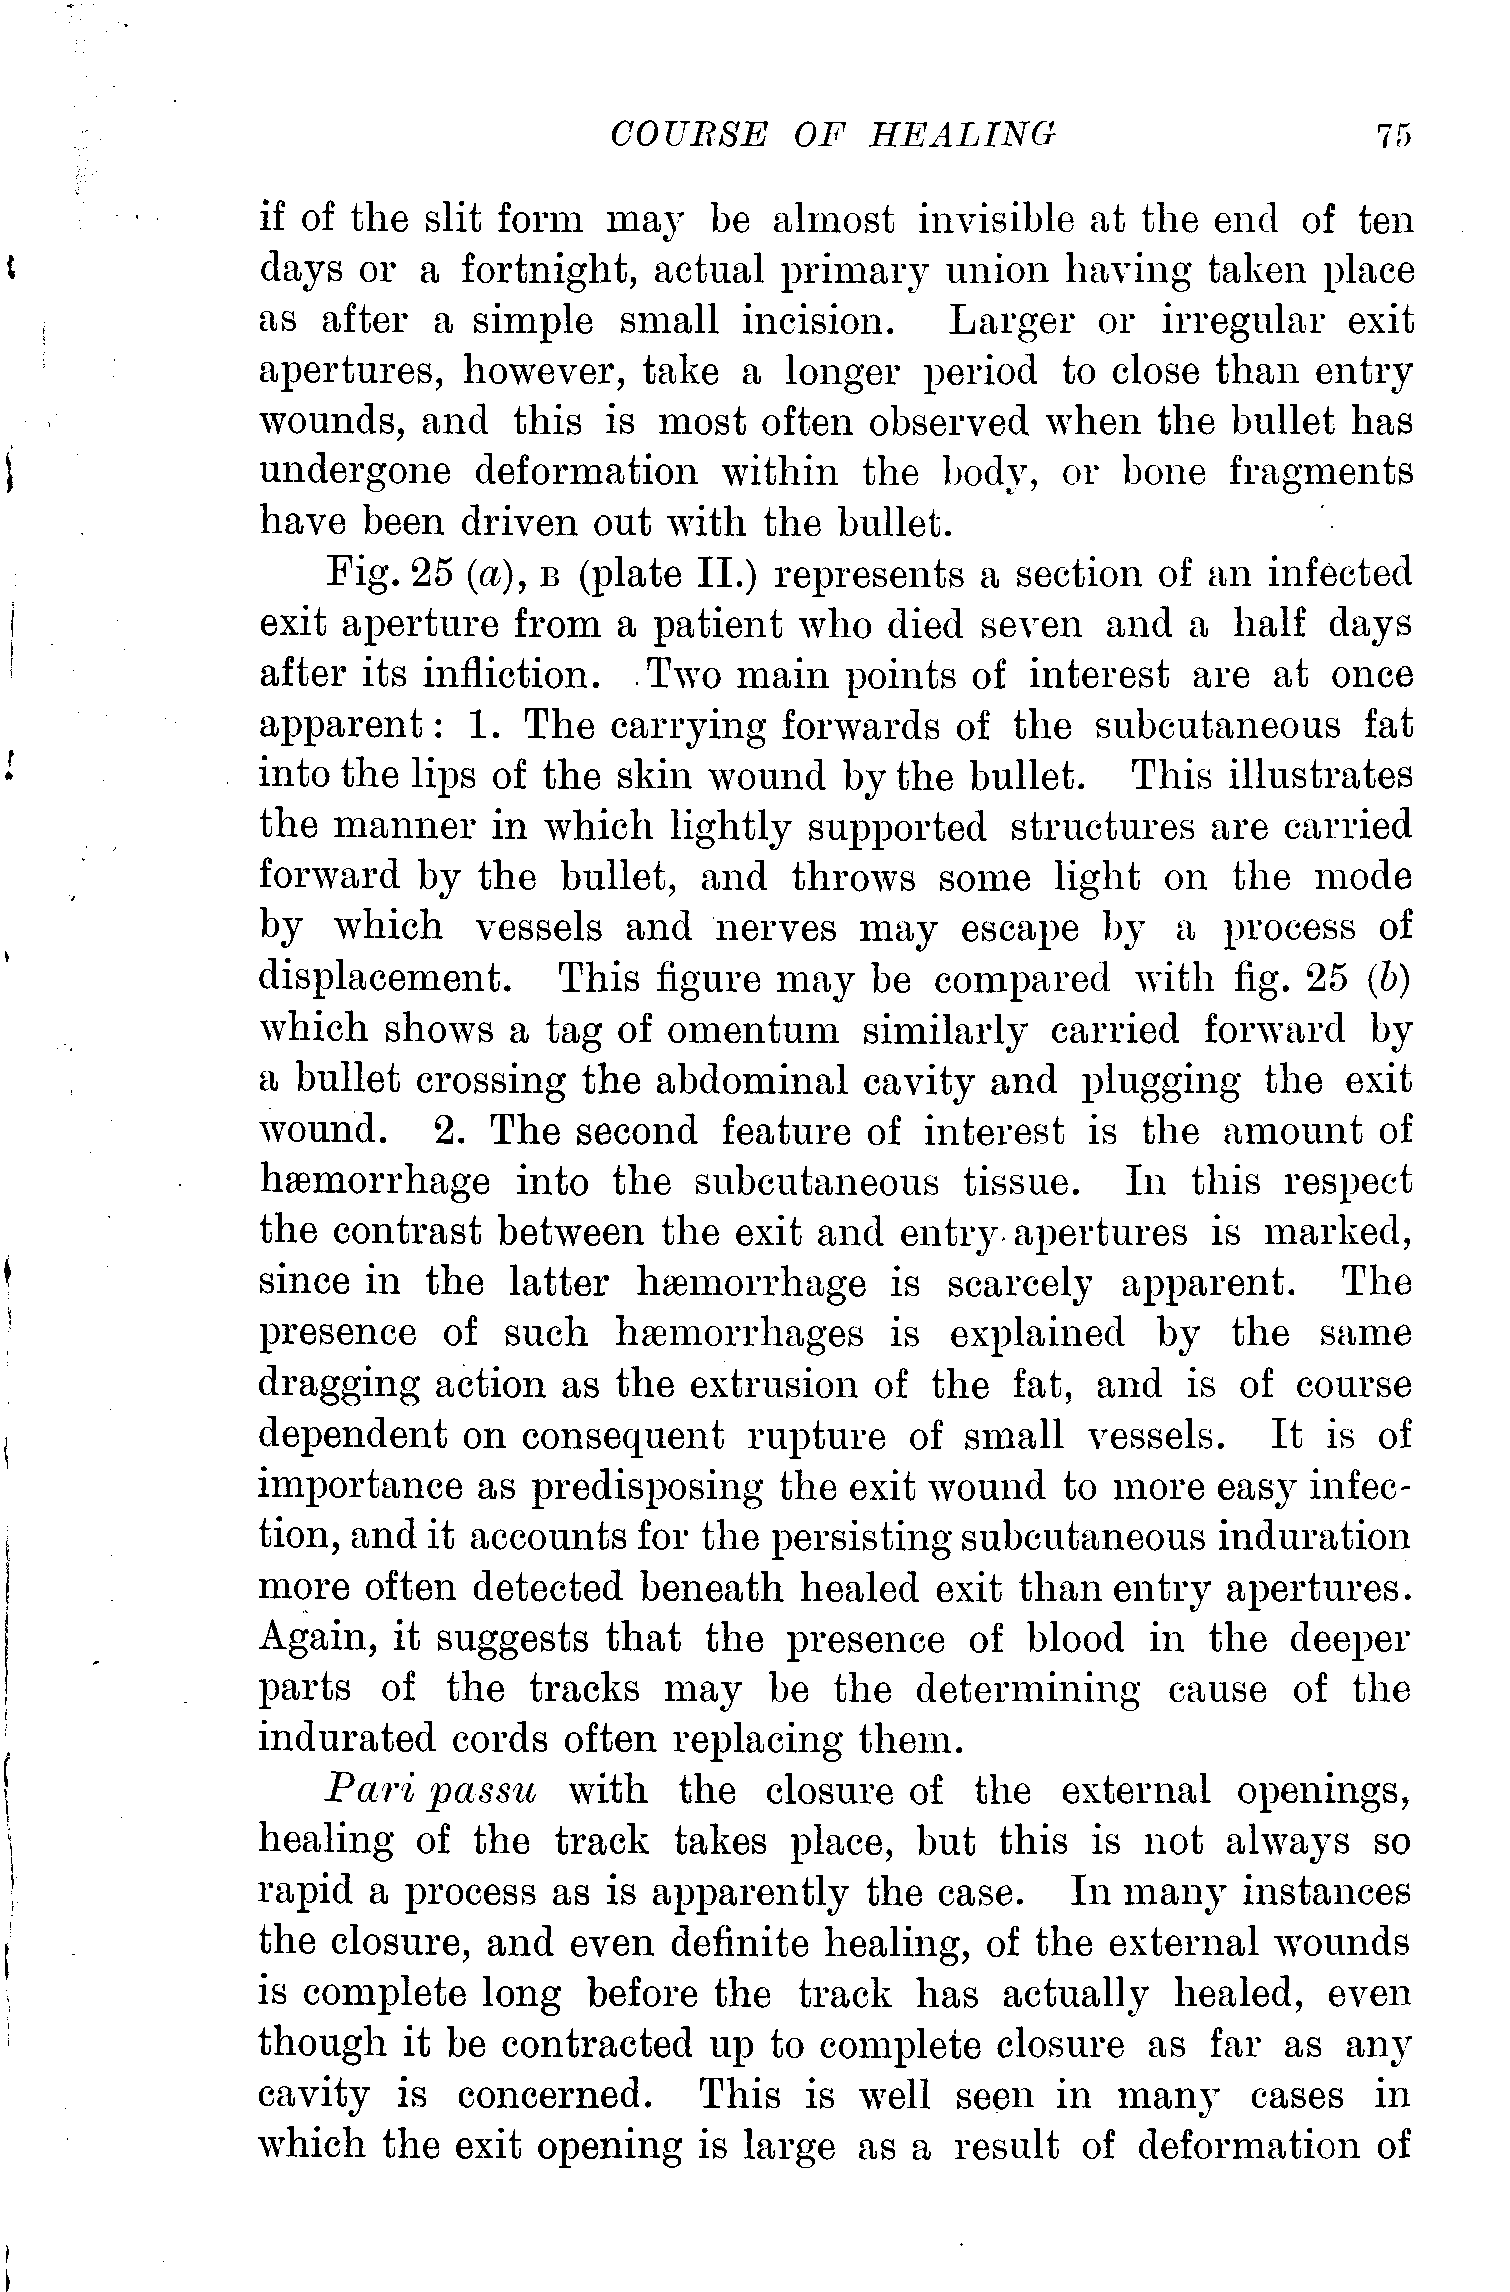 COURSE OF HEALING 75
if of the slit form may be almost invisible at the end of ten
days or a fortnight, actual primary union having taken place
as after a simple small incision. Larger or irregular exit
apertures, however, take a longer period to close than entry
wounds, and this is most often observed when the bullet has
undergone deformation within the body, or bone fragments
have been driven out with the bullet.
Fig. 25 (a), B (plate II.) represents a section of an infected
exit aperture from a patient who died seven and a half days
after its infliction. Two main points of interest are at once
apparent: 1. The carrying forwards of the subcutaneous fat
into the lips of the skin wound by the bullet. This illustrates
the manner in which lightly supported structures are carried
forward by the bullet, and throws some light on the mode
by which vessels and nerves may escape by a process of
displacement. This figure may be compared with fig. 25 (b)
which shows a tag of omentum similarly carried forward by
a bullet crossing the abdominal cavity and plugging the exit
wound. 2. The second feature of interest is the amount of
hæmorrhage into the subcutaneous tissue. In this respect
the contrast between the exit and entry apertures is marked,
since in the latter hæmorrhage is scarcely apparent. The
presence of such hæmorrhages is explained by the same
dragging action as the extrusion of the fat, and is of course
dependent on consequent rupture of small vessels. It is of
importance as predisposing the exit wound to more easy infec-
tion, and it accounts for the persisting subcutaneous induration
more often detected beneath healed exit than entry apertures.
Again, it suggests that the presence of blood in the deeper
parts of the tracks may be the determining cause of the
indurated cords often replacing them.
Pari passu with the closure of the external openings,
healing of the track takes place, but this is not always so
rapid a process as is apparently the case. In many instances
the closure, and even definite healing, of the external wounds
is complete long before the track has actually healed, even
though it be contracted up to complete closure as far as any
cavity is concerned. This is well seen in many cases in
which the exit opening is large as a result of deformation of